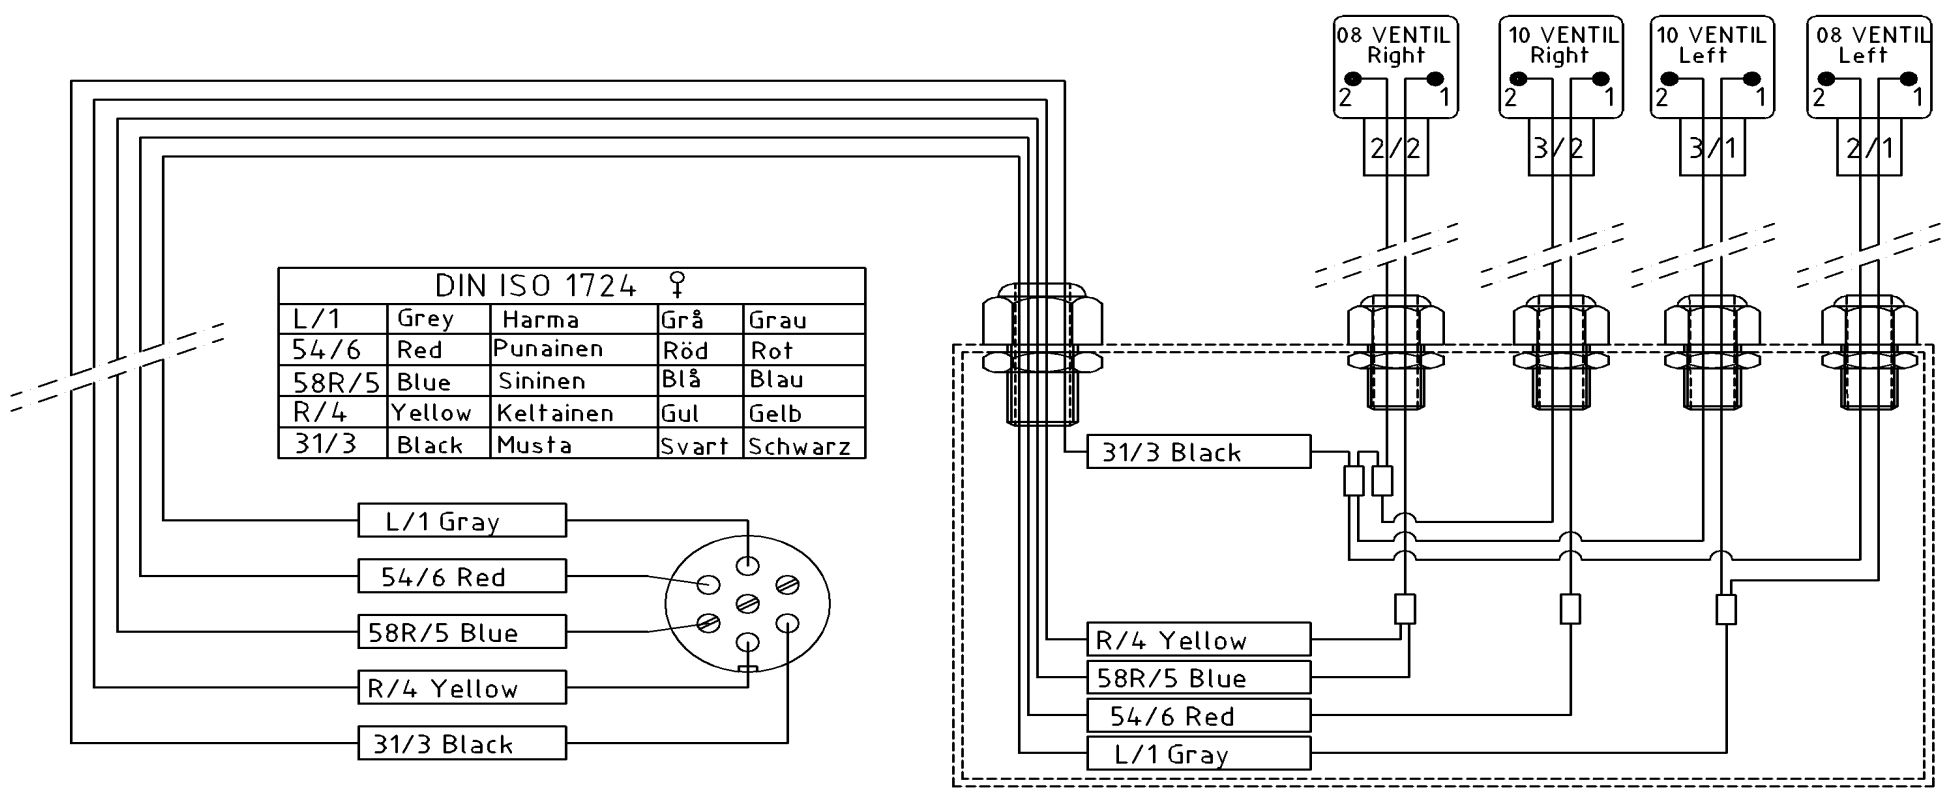 08 VENTIL
Right
2 1
2/2
10 VENTIL
Right
2 1
3/2
10 VENTIL
Left
2 1
3/1
08 VENTIL
Left
2 1
2/1
DIN ISO 1724 ♀
L/1 Grey Harma Grå Grau
54/6 Red Punainen Röd Rot
58R/5 Blue Sininen Blå Blau
R/4 Yellow Keltainen Gul Gelb
31/3 Black Musta Svart Schwarz
L/1 Gray
54/6 Red
58R/5 Blue
R/4 Yellow
31/3 Black
31/3 Black
R/4 Yellow
58R/5 Blue
54/6 Red
L/1 Gray